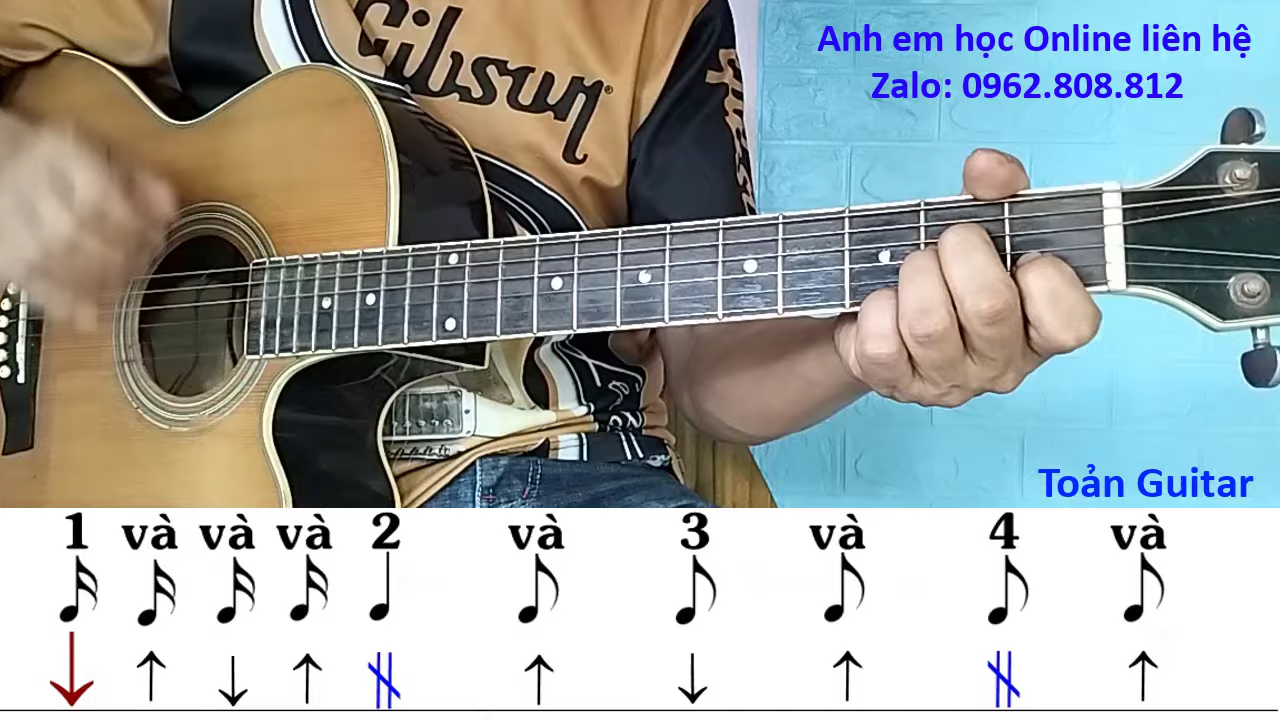 Anh em học Online liên hệ
Zalo: 0962.808.812
Gibson
Toản Guitar
1 và và và 2 và 3 và 4 và